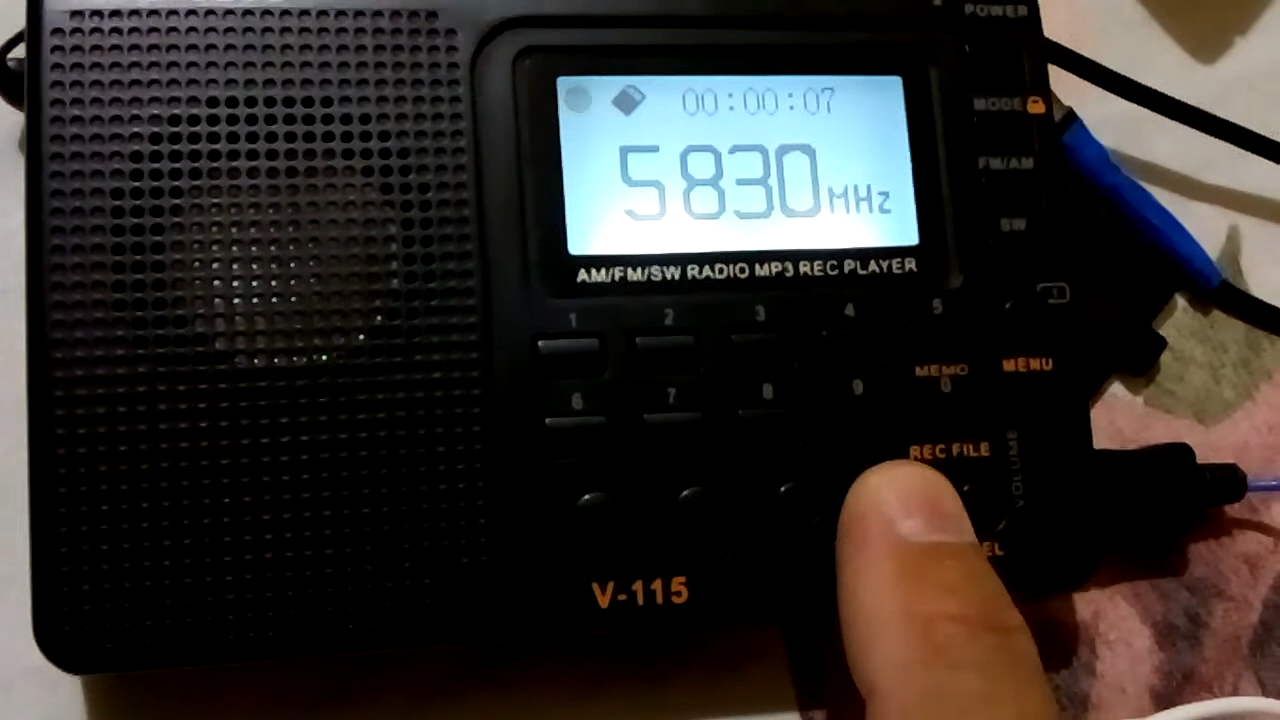 POWER
00:00:07
MODE
5830MHz
FM/AM
SW
AM/FM/SW RADIO MP3 REC PLAYER
1 2 3 4 5
MENU
MEMO
6 7 8 9 0
REC FILE
VOLUME
EL
V-115